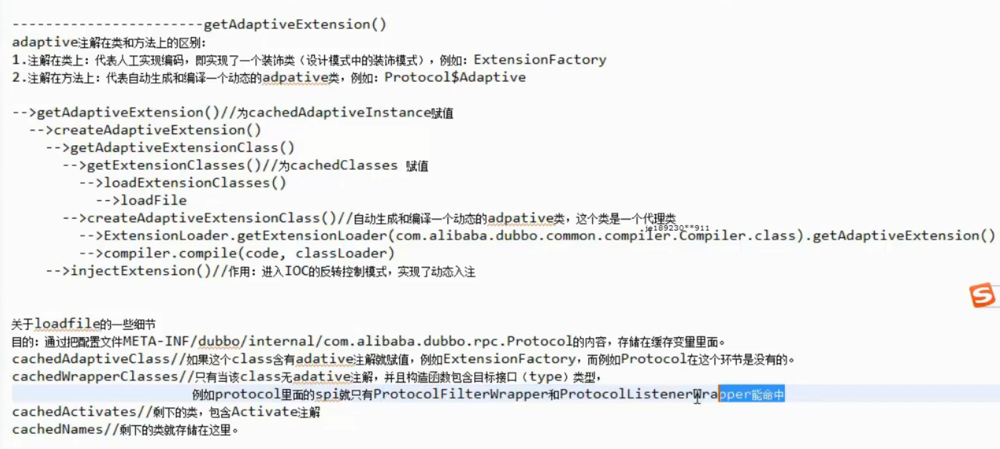 -----------------------getAdaptiveExtension()
adaptive注解在类和方法上的区别：
1.注解在类上：代表人工实现编码，即实现了一个装饰类（设计模式中的装饰模式），例如：ExtensionFactory
2.注解在方法上：代表自动生成和编译一个动态的adpative类，例如：Protocol$Adaptive
-->getAdaptiveExtension()//为cachedAdaptiveInstance赋值
-->createAdaptiveExtension()
-->getAdaptiveExtensionClass()
-->getExtensionClasses()//为cachedClasses 赋值
-->loadExtensionClasses()
-->loadFile
-->createAdaptiveExtensionClass()//自动生成和编译一个动态的adpative类，这个类是一个代理类
je189230**911
-->ExtensionLoader.getExtensionLoader(com.alibaba.dubbo.common.compiler.Compiler.class).getAdaptiveExtension()
-->compiler.compile(code, classLoader)
-->injectExtension()//作用：进入IOC的反转控制模式，实现了动态入注
关于loadfile的一些细节
目的：通过把配置文件META-INF/dubbo/internal/com.alibaba.dubbo.rpc.Protocol的内容，存储在缓存变量里面。
cachedAdaptiveClass//如果这个class含有adative注解就赋值，例如ExtensionFactory，而例如Protocol在这个环节是没有的。
cachedWrapperClasses//只有当该class无adative注解，并且构造函数包含目标接口（type）类型，
例如protocol里面的spi就只有ProtocolFilterWrapper和ProtocolListenerWrapper能命中
cachedActivates//剩下的类，包含Activate注解
cachedNames//剩下的类就存储在这里。